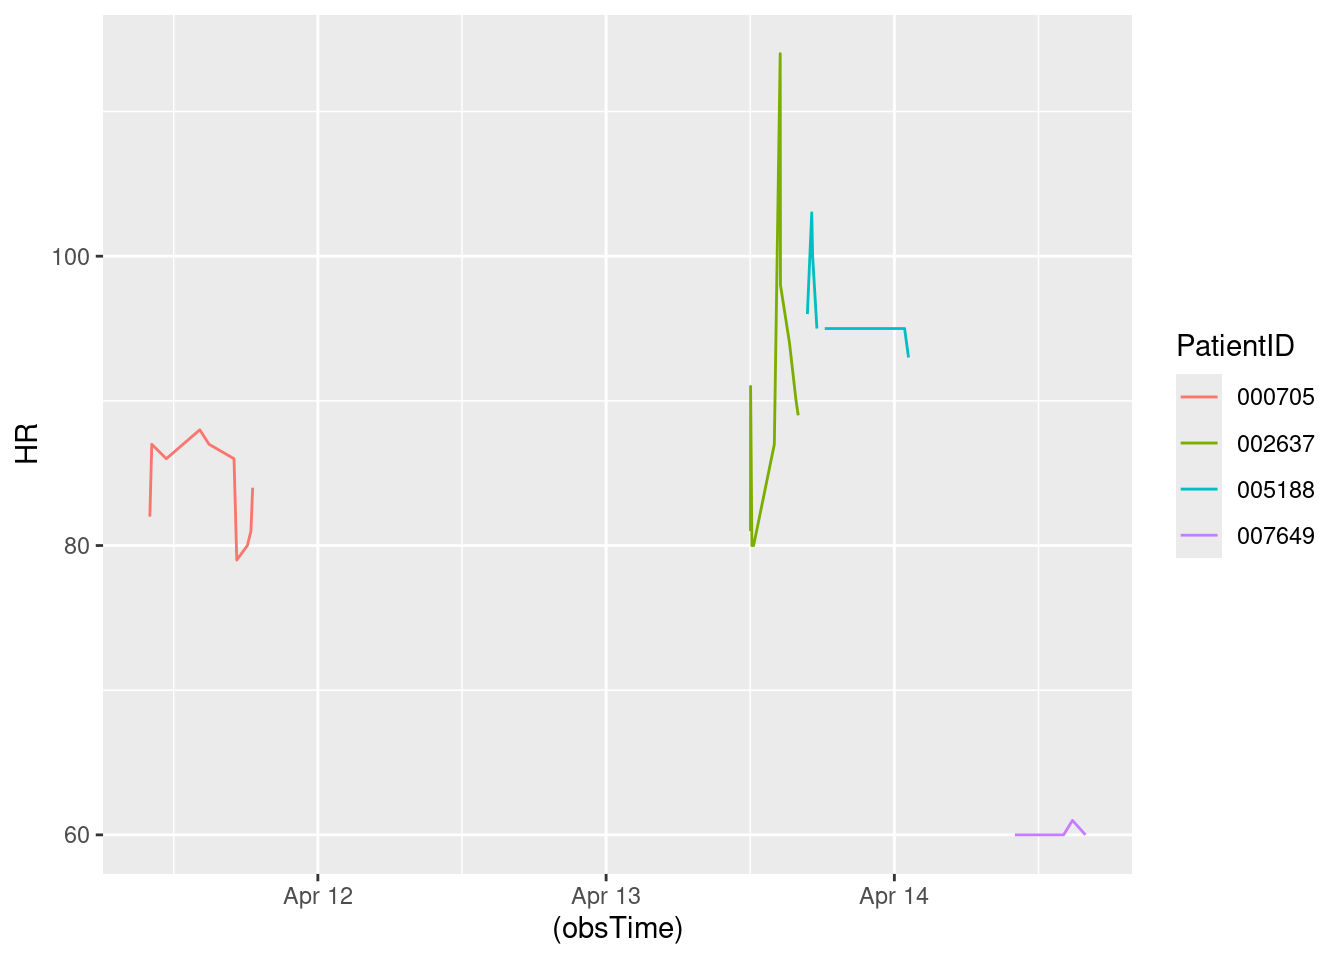 HR
100
80
60
Apr 12
Apr 13
Apr 14
(obsTime)
PatientID
000705
002637
005188
007649